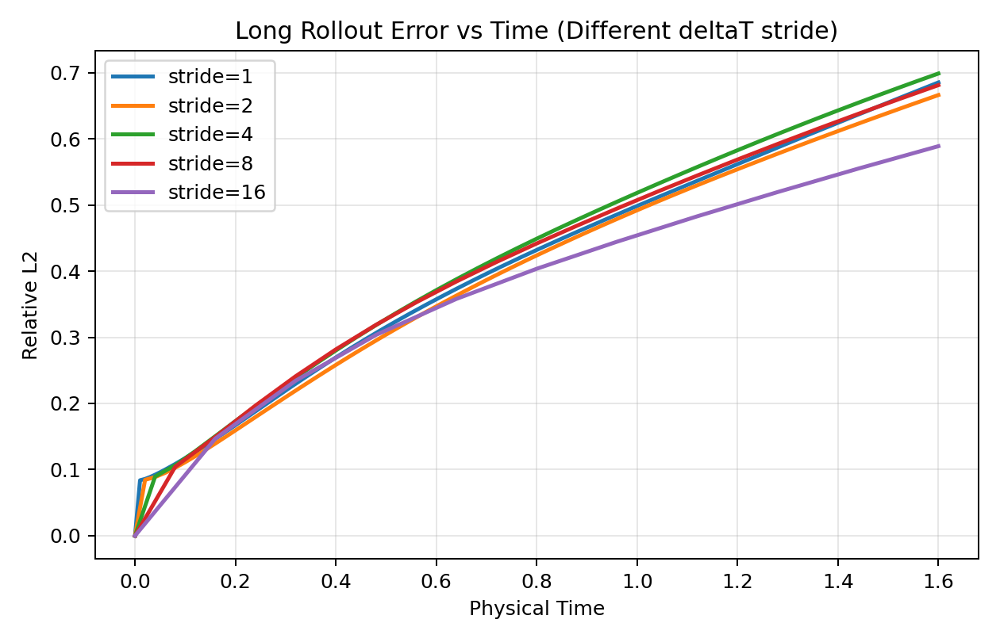 Long Rollout Error vs Time (Different deltaT stride)
stride=1
stride=2
stride=4
stride=8
stride=16
Relative L2
0.7
0.6
0.5
0.4
0.3
0.2
0.1
0.0
0.0 0.2 0.4 0.6 0.8 1.0 1.2 1.4 1.6
Physical Time